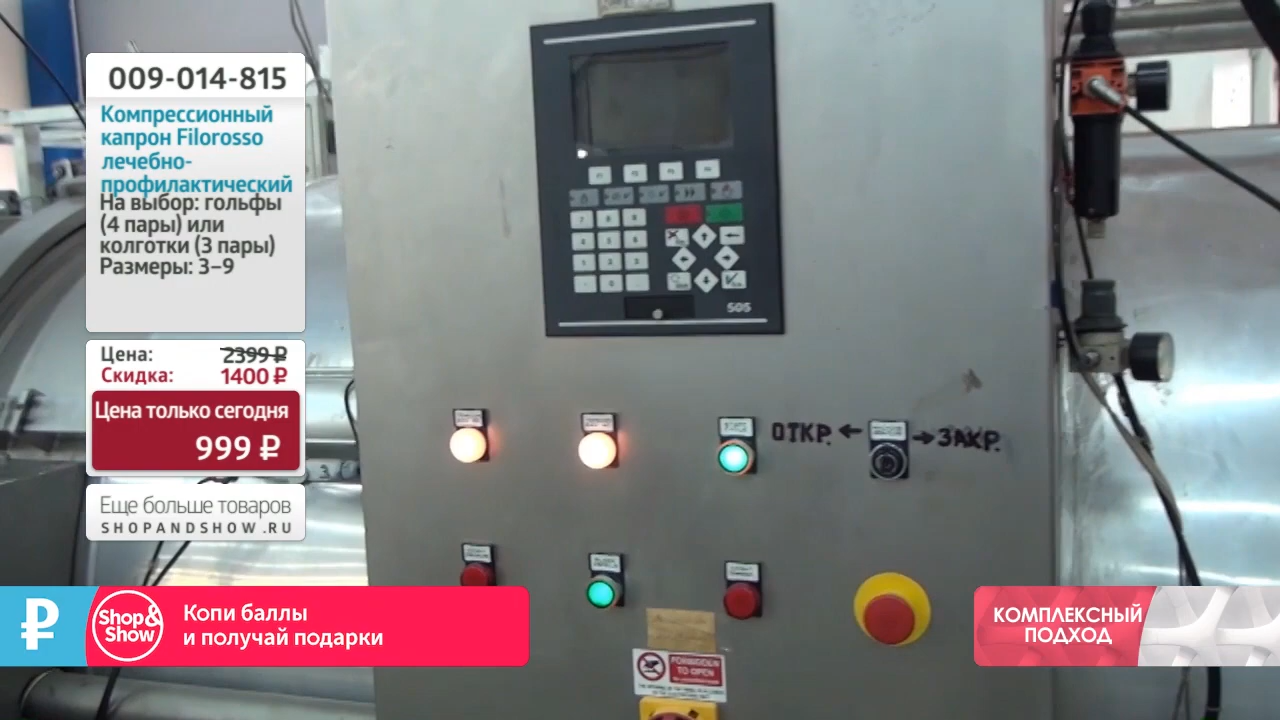 009-014-815
Компрессионный
капрон Filorosso
лечебно-
профилактический
На выбор: гольфы
(4 пары) или
колготки (3 пары)
Размеры: 3–9
Цена: 2399 ₽
Скидка: 1400 ₽
Цена только сегодня
999 ₽
Еще больше товаров
SHOPANDSHOW.RU
505
ОТКР. ЗАКР.
FORBIDDEN
TO OPEN
₽
Shop&
Show
Копи баллы
и получай подарки
КОМПЛЕКСНЫЙ
ПОДХОД